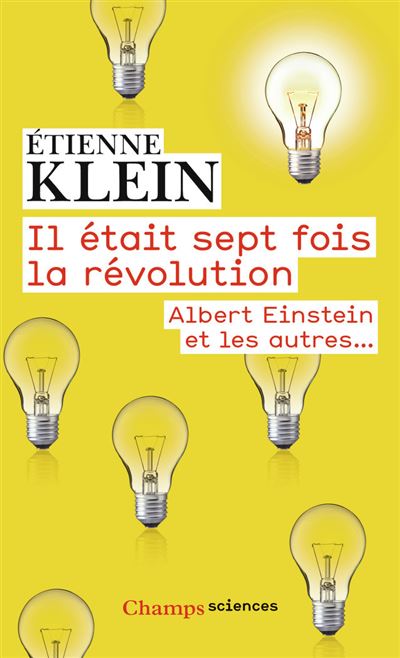 ÉTIENNE
KLEIN
Il était sept fois
la révolution
Albert Einstein
et les autres...
Champs sciences